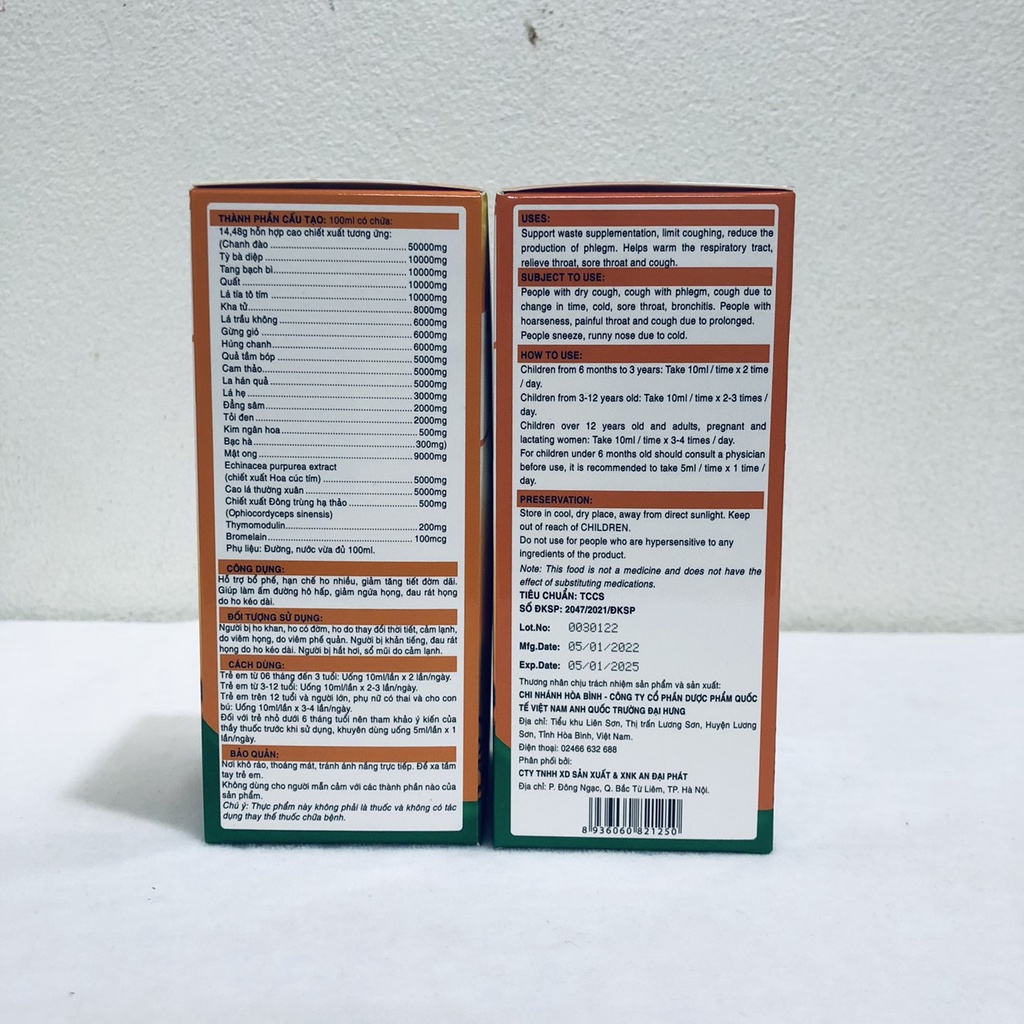 THÀNH PHẦN CẤU TẠO: 100ml có chứa:
14,48g hỗn hợp cao chiết xuất tương ứng:
(Chanh đào........................................50000mg
Tỳ bà diệp........................................10000mg
Tang bạch bì........................................10000mg
Quất........................................10000mg
Lá tía tô tím........................................10000mg
Kha tử........................................8000mg
Lá trầu không........................................6000mg
Gừng gió........................................6000mg
Húng chanh........................................6000mg
Quả tầm bóp........................................5000mg
Cam thảo........................................5000mg
La hán quả........................................5000mg
Lá hẹ........................................3000mg
Đẳng sâm........................................2000mg
Tỏi đen........................................2000mg
Kim ngân hoa........................................500mg
Bạc hà........................................300mg)
Mật ong........................................9000mg
Echinacea purpurea extract
(chiết xuất Hoa cúc tím)........................................5000mg
Cao lá thường xuân........................................5000mg
Chiết xuất Đông trùng hạ thảo........................................500mg
(Ophiocordyceps sinensis)
Thymomodulin........................................200mg
Bromelain........................................100mcg
Phụ liệu: Đường, nước vừa đủ 100ml.
CÔNG DỤNG:
Hỗ trợ bổ phế, hạn chế ho nhiều, giảm tăng tiết đờm dãi.
Giúp làm ấm đường hô hấp, giảm ngứa họng, đau rát họng
do ho kéo dài.
ĐỐI TƯỢNG SỬ DỤNG:
Người bị ho khan, ho có đờm, ho do thay đổi thời tiết, cảm lạnh,
do viêm họng, do viêm phế quản. Người bị khản tiếng, đau rát
họng do ho kéo dài. Người bị hắt hơi, sổ mũi do cảm lạnh.
CÁCH DÙNG:
Trẻ em từ 06 tháng đến 3 tuổi: Uống 10ml/lần x 2 lần/ngày.
Trẻ em từ 3-12 tuổi: Uống 10ml/lần x 2-3 lần/ngày.
Trẻ em trên 12 tuổi và người lớn, phụ nữ có thai và cho con
bú: Uống 10ml/lần x 3-4 lần/ngày.
Đối với trẻ nhỏ dưới 6 tháng tuổi nên tham khảo ý kiến của
thầy thuốc trước khi sử dụng, khuyên dùng uống 5ml/lần x 1
lần/ngày.
BẢO QUẢN:
Nơi khô ráo, thoáng mát, tránh ánh nắng trực tiếp. Để xa tầm
tay trẻ em.
Không dùng cho người mẫn cảm với các thành phần nào của
sản phẩm.
Chú ý: Thực phẩm này không phải là thuốc và không có tác
dụng thay thế thuốc chữa bệnh.
USES:
Support waste supplementation, limit coughing, reduce the
production of phlegm. Helps warm the respiratory tract,
relieve throat, sore throat and cough.
SUBJECT TO USE:
People with dry cough, cough with phlegm, cough due to
change in time, cold, sore throat, bronchitis. People with
hoarseness, painful throat and cough due to prolonged.
People sneeze, runny nose due to cold.
HOW TO USE:
Children from 6 months to 3 years: Take 10ml / time x 2 time
/ day.
Children from 3-12 years old: Take 10ml / time x 2-3 times /
day.
Children over 12 years old and adults, pregnant and
lactating women: Take 10ml / time x 3-4 times / day.
For children under 6 months old should consult a physician
before use, it is recommended to take 5ml / time x 1 time /
day.
PRESERVATION:
Store in cool, dry place, away from direct sunlight. Keep
out of reach of CHILDREN.
Do not use for people who are hypersensitive to any
ingredients of the product.
Note: This food is not a medicine and does not have the
effect of substituting medications.
TIÊU CHUẨN: TCCS
SỐ ĐKSP: 2047/2021/ĐKSP
Lot.No: 0030122
Mfg.Date: 05/01/2022
Exp.Date: 05/01/2025
Thương nhân chịu trách nhiệm sản phẩm và sản xuất:
CHI NHÁNH HÒA BÌNH - CÔNG TY CỔ PHẦN DƯỢC PHẨM QUỐC
TẾ VIỆT NAM ANH QUỐC TRƯỜNG ĐẠI HƯNG
Địa chỉ: Tiểu khu Liên Sơn, Thị trấn Lương Sơn, Huyện Lương
Sơn, Tỉnh Hòa Bình, Việt Nam.
Điện thoại: 02466 632 688
Phân phối bởi:
CTY TNHH XD SẢN XUẤT & XNK AN ĐẠI PHÁT
Địa chỉ: P. Đông Ngạc, Q. Bắc Từ Liêm, TP. Hà Nội.
8 936060 821250